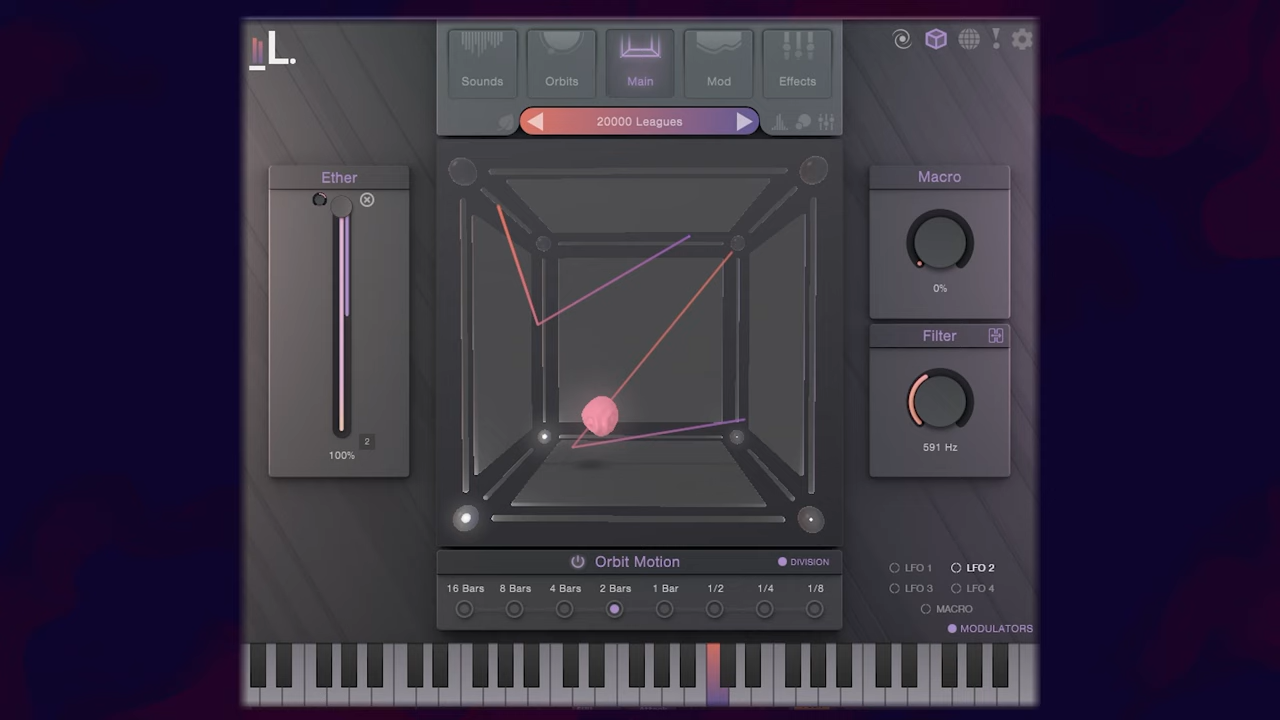 L.
Sounds
Orbits
Main
Mod
Effects
20000 Leagues
Ether
2
100%
Macro
0%
Filter
591 Hz
Orbit Motion
DIVISION
16 Bars 8 Bars 4 Bars 2 Bars 1 Bar 1/2 1/4 1/8
LFO 1 LFO 2
LFO 3 LFO 4
MACRO
MODULATORS